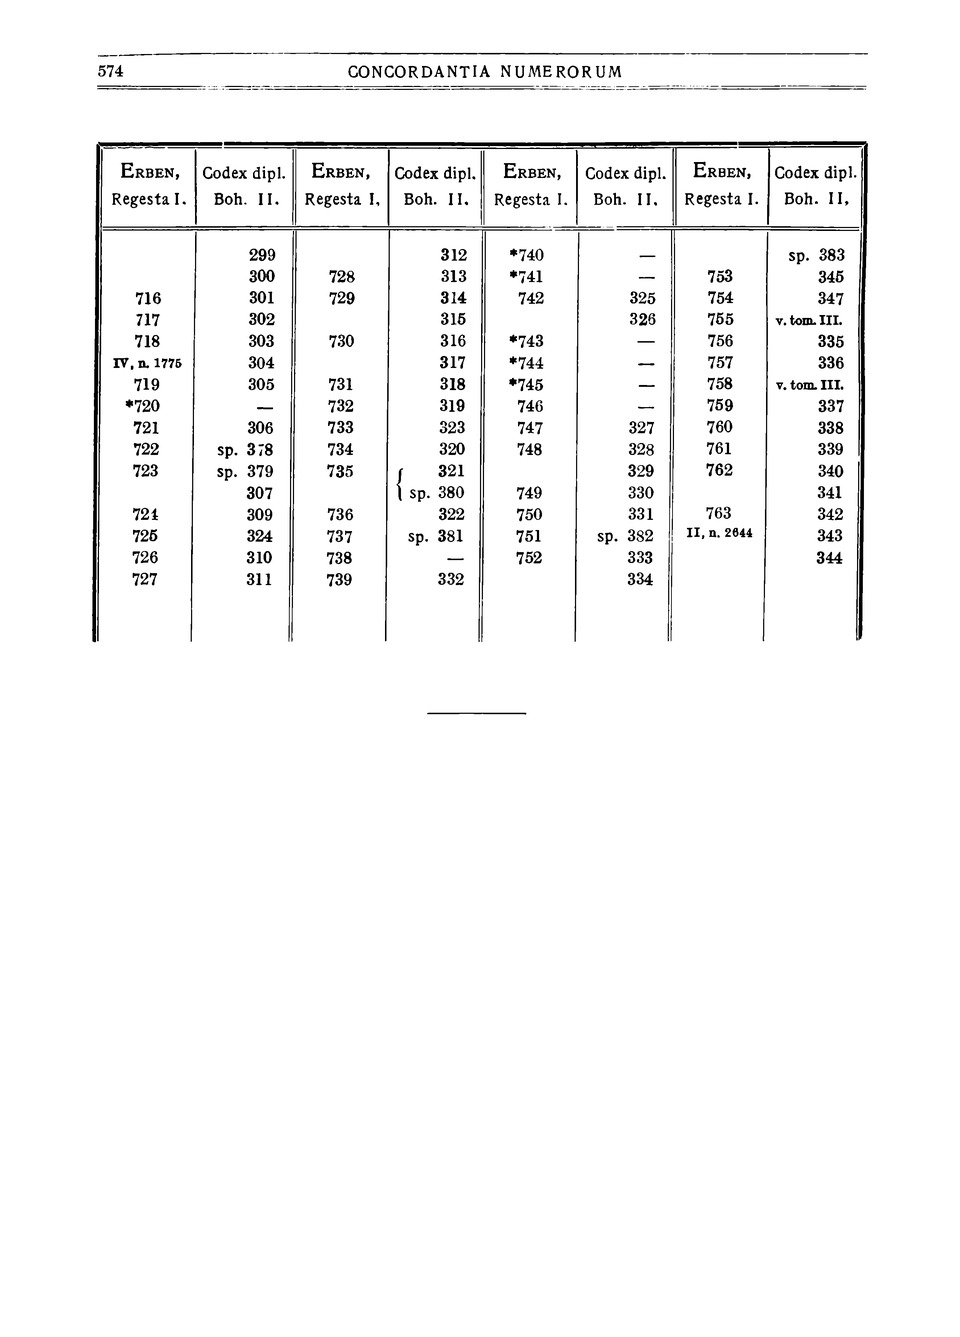 574 CONCORDANTIA NUMERORUM
ERBEN, Codex dipl. ERBEN, Codex dipl. ERBEN, Codex dipl. ERBEN, Codex dipl.
Regesta I. Boh. II. Regesta I. Boh. II. Regesta I. Boh. II. Regesta I. Boh. II.
299 312 *740 — sp. 383
300 728 313 *741 — 753 345
716 301 729 314 742 325 754 347
717 302 315 326 755 v. tom. III.
718 303 730 316 *743 — 756 335
IV, n. 1775 304 317 *744 — 757 336
719 305 731 318 *745 — 758 v. tom. III.
*720 — 732 319 746 — 759 337
721 306 733 323 747 327 760 338
722 sp. 378 734 320 748 328 761 339
723 sp. 379 735 { 321 329 762 340
307 sp. 380 749 330 341
724 309 736 322 750 331 763 342
725 324 737 sp. 381 751 sp. 382 II, n. 2644 343
726 310 738 — 752 333 344
727 311 739 332 334